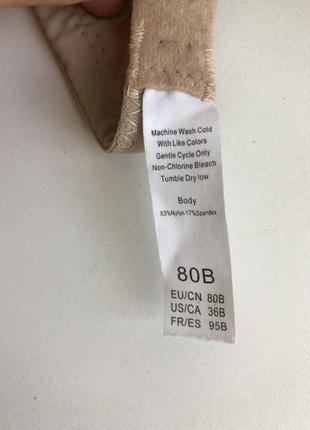 Machine Wash Cold
With Like Colors
Gentle Cycle Only
Non-Chlorine Bleach
Tumble Dry low
Body
83%Nylon 17%Spandex
80B
EU/CN 80B
US/CA 36B
FR/ES 95B